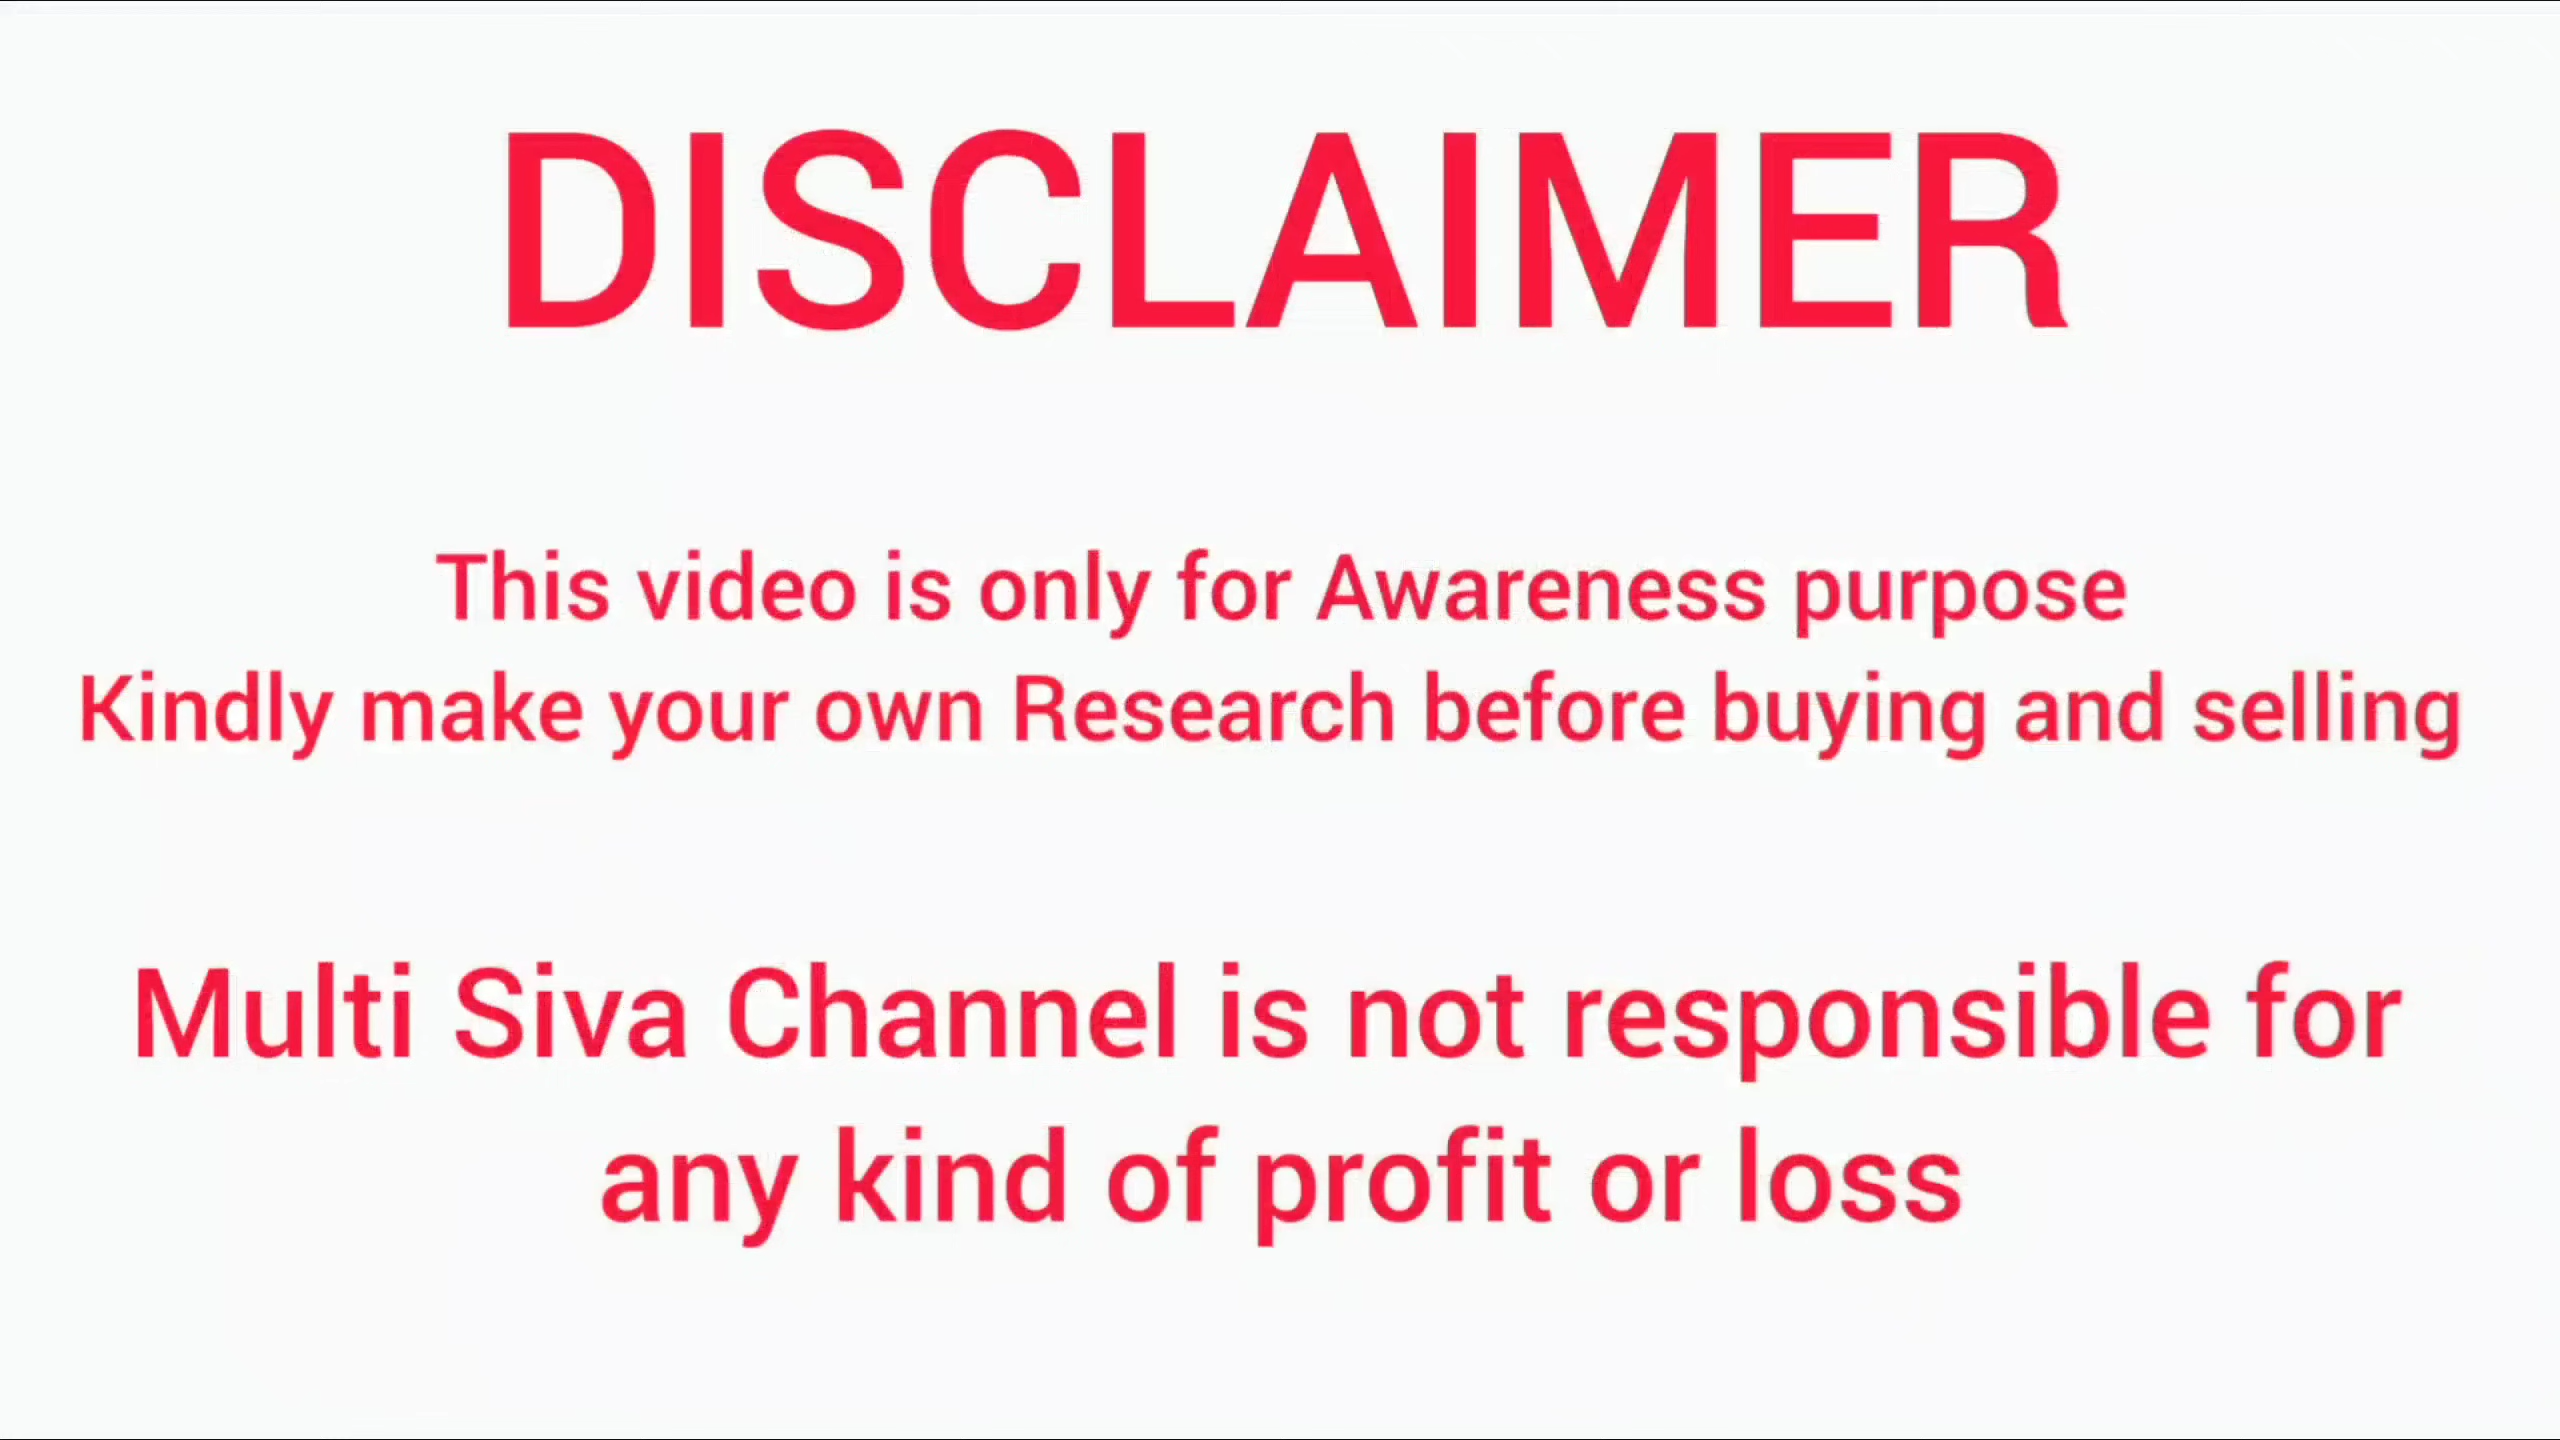 DISCLAIMER
This video is only for Awareness purpose
Kindly make your own Research before buying and selling
Multi Siva Channel is not responsible for
any kind of profit or loss